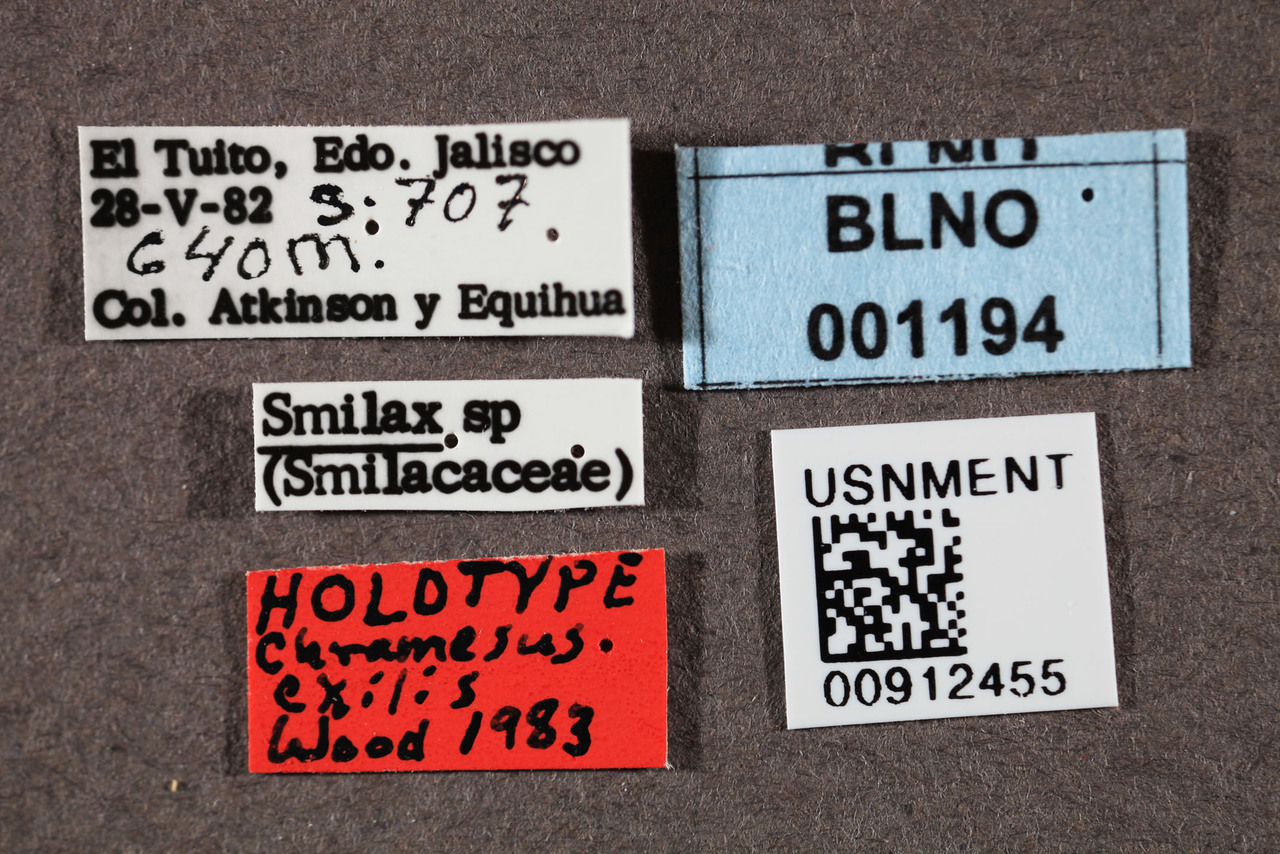 El Tuito, Edo. Jalisco
28-V-82 S: 707
640m.
Col. Atkinson y Equihua
BLNO
001194
Smilax sp
(Smilacaceae)
USNMENT
00912455
HOLOTYPE
Chramesus
exilis
Wood 1983